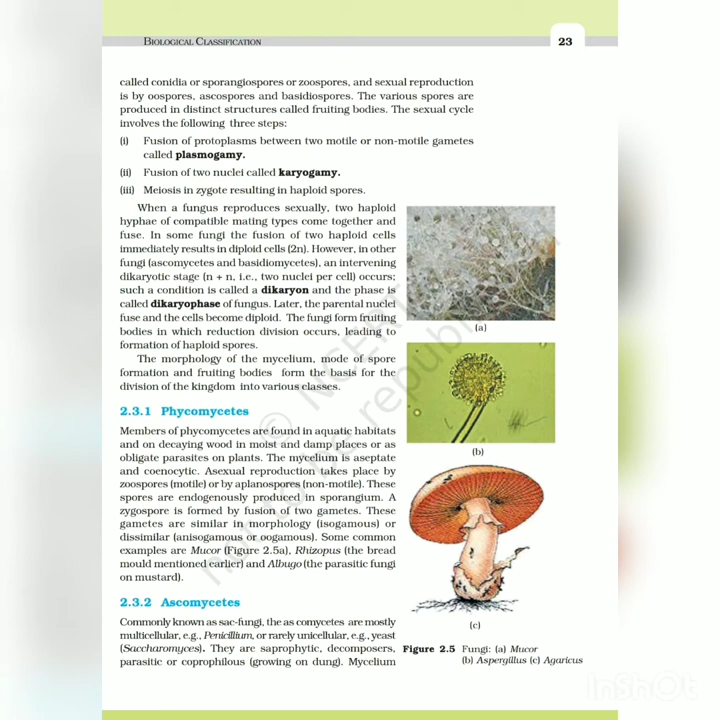 BIOLOGICAL CLASSIFICATION
23
called conidia or sporangiospores or zoospores, and sexual reproduction
is by oospores, ascospores and basidiospores. The various spores are
produced in distinct structures called fruiting bodies. The sexual cycle
involves the following three steps:
(i) Fusion of protoplasms between two motile or non-motile gametes
called plasmogamy.
(ii) Fusion of two nuclei called karyogamy.
(iii) Meiosis in zygote resulting in haploid spores.
When a fungus reproduces sexually, two haploid
hyphae of compatible mating types come together and
fuse. In some fungi the fusion of two haploid cells
immediately results in diploid cells (2n). However, in other
fungi (ascomycetes and basidiomycetes), an intervening
dikaryotic stage (n + n, i.e., two nuclei per cell) occurs;
such a condition is called a dikaryon and the phase is
called dikaryophase of fungus. Later, the parental nuclei
fuse and the cells become diploid. The fungi form fruiting
bodies in which reduction division occurs, leading to
formation of haploid spores.
The morphology of the mycelium, mode of spore
formation and fruiting bodies form the basis for the
division of the kingdom into various classes.
2.3.1 Phycomycetes
Members of phycomycetes are found in aquatic habitats
and on decaying wood in moist and damp places or as
obligate parasites on plants. The mycelium is aseptate
and coenocytic. Asexual reproduction takes place by
zoospores (motile) or by aplanospores (non-motile). These
spores are endogenously produced in sporangium. A
zygospore is formed by fusion of two gametes. These
gametes are similar in morphology (isogamous) or
dissimilar (anisogamous or oogamous). Some common
examples are Mucor (Figure 2.5a), Rhizopus (the bread
mould mentioned earlier) and Albugo (the parasitic fungi
on mustard).
2.3.2 Ascomycetes
Commonly known as sac-fungi, the as comycetes are mostly
multicellular, e.g., Penicillium, or rarely unicellular, e.g., yeast
(Saccharomyces). They are saprophytic, decomposers,
parasitic or coprophilous (growing on dung). Mycelium
(a)
(b)
(c)
Figure 2.5 Fungi: (a) Mucor
(b) Aspergillus (c) Agaricus
© NCERT
not to be republi
InShOt